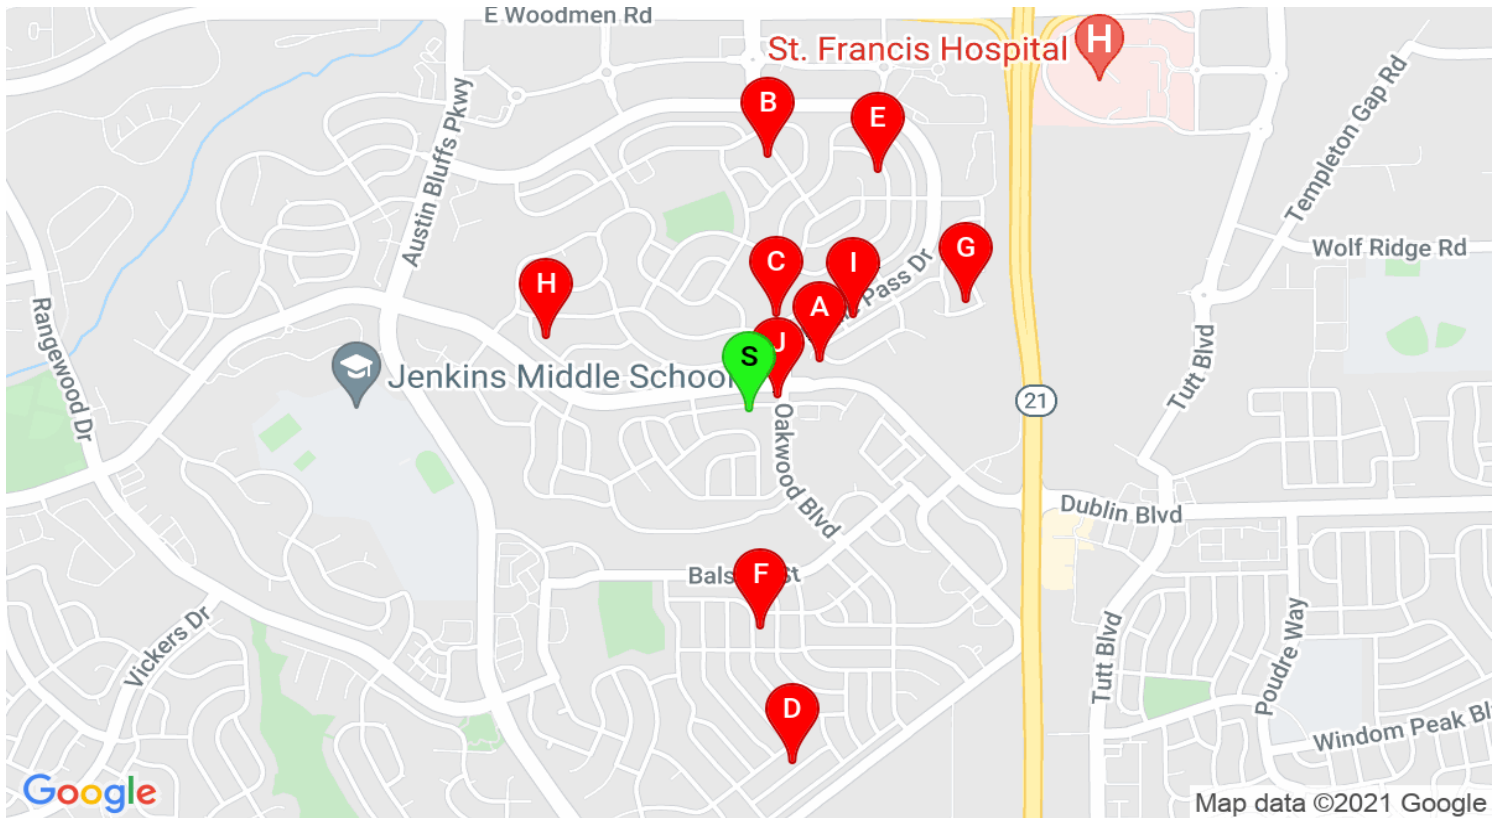 E Woodmen Rd
St. Francis Hospital
H
B
E
Austin Bluffs Pkwy
Templeton Gap Rd
Wolf Ridge Rd
G
C
I
H
A
Pass Dr
J
S
Rangewood Dr
Jenkins Middle School
Tutt Blvd
21
Oakwood Blvd
Dublin Blvd
F
St
Vickers Dr
Tutt Blvd
Poudre Way
D
Windom Peak
Google
Map data ©2021 Google